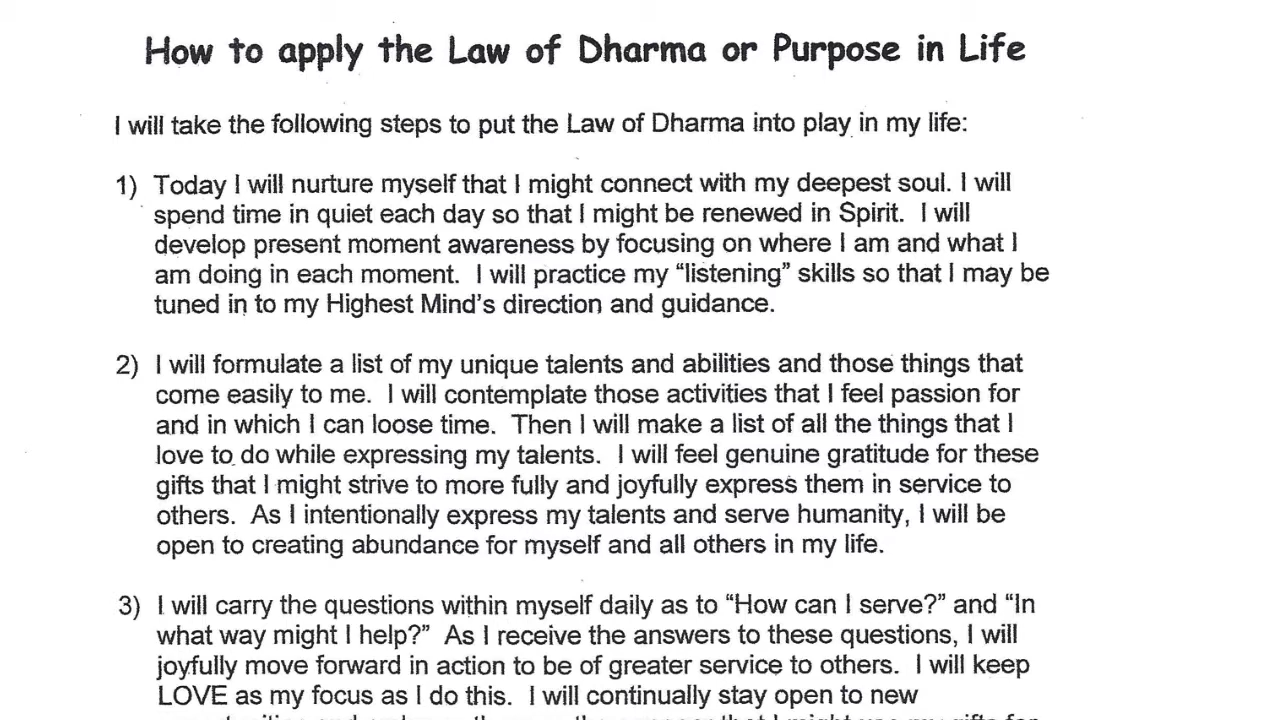 How to apply the Law of Dharma or Purpose in Life
I will take the following steps to put the Law of Dharma into play in my life:
1) Today I will nurture myself that I might connect with my deepest soul. I will
spend time in quiet each day so that I might be renewed in Spirit. I will
develop present moment awareness by focusing on where I am and what I
am doing in each moment. I will practice my “listening” skills so that I may be
tuned in to my Highest Mind’s direction and guidance.
2) I will formulate a list of my unique talents and abilities and those things that
come easily to me. I will contemplate those activities that I feel passion for
and in which I can loose time. Then I will make a list of all the things that I
love to do while expressing my talents. I will feel genuine gratitude for these
gifts that I might strive to more fully and joyfully express them in service to
others. As I intentionally express my talents and serve humanity, I will be
open to creating abundance for myself and all others in my life.
3) I will carry the questions within myself daily as to “How can I serve?” and “In
what way might I help?” As I receive the answers to these questions, I will
joyfully move forward in action to be of greater service to others. I will keep
LOVE as my focus as I do this. I will continually stay open to new